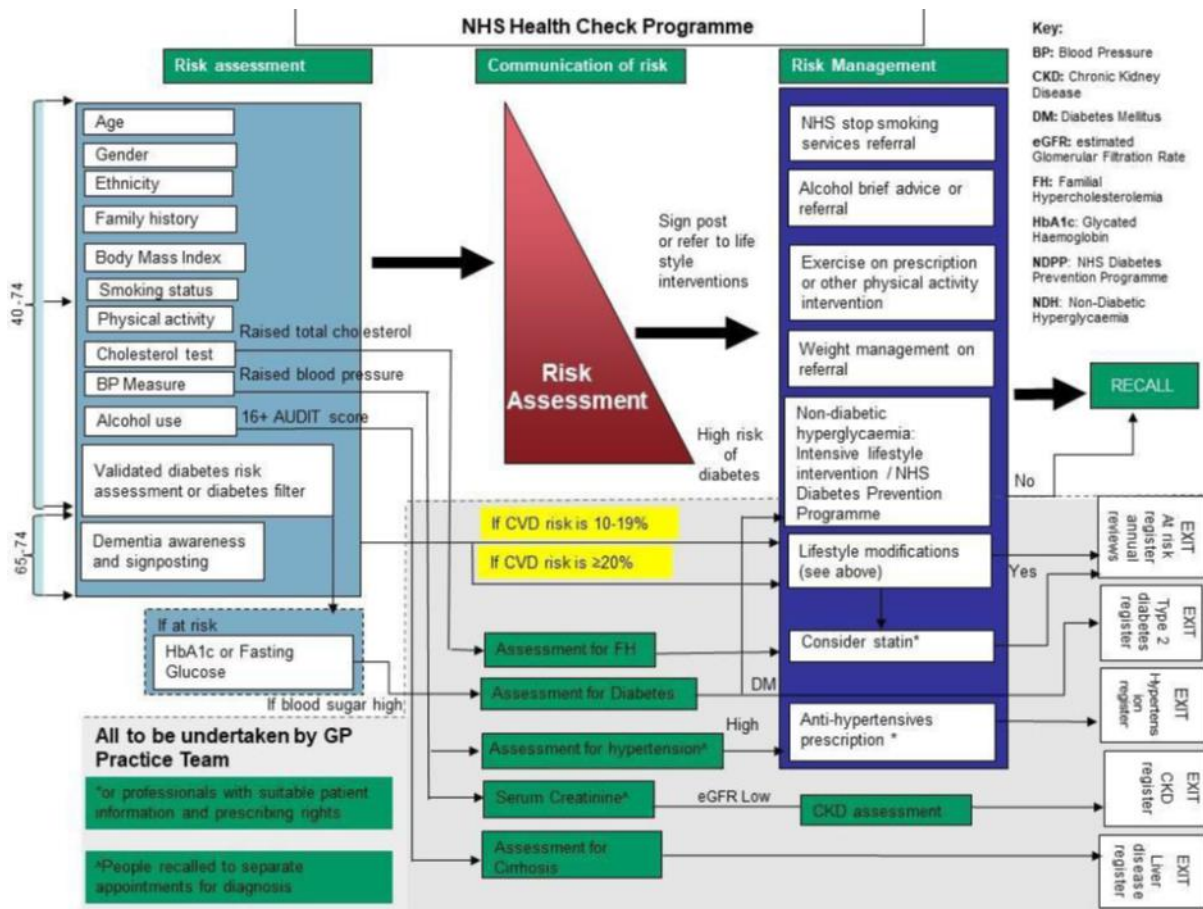 NHS Health Check Programme
Risk assessment
Communication of risk
Risk Management
Key:
BP: Blood Pressure
CKD: Chronic Kidney
Disease
DM: Diabetes Mellitus
eGFR: estimated
Glomerular Filtration Rate
FH: Familial
Hypercholesterolemia
HbA1c: Glycated
Haemoglobin
NDPP: NHS Diabetes
Prevention Programme
NDH: Non-Diabetic
Hyperglycaemia
40-74
65-74
Age
Gender
Ethnicity
Family history
Body Mass Index
Smoking status
Physical activity
Cholesterol test
BP Measure
Alcohol use
Validated diabetes risk
assessment or diabetes filter
Dementia awareness
and signposting
If at risk
HbA1c or Fasting
Glucose
If blood sugar high
Raised total cholesterol
Raised blood pressure
16+ AUDIT score
Risk
Assessment
Sign post
or refer to life
style
interventions
High risk
of
diabetes
NHS stop smoking
services referral
Alcohol brief advice or
referral
Exercise on prescription
or other physical activity
intervention
Weight management on
referral
Non-diabetic
hyperglycaemia:
Intensive lifestyle
intervention / NHS
Diabetes Prevention
Programme
Lifestyle modifications
(see above)
Consider statin*
Anti-hypertensives
prescription *
RECALL
No
Yes
If CVD risk is 10-19%
If CVD risk is ≥20%
Assessment for FH
Assessment for Diabetes
DM
Assessment for hypertension^
High
Serum Creatinine^
eGFR Low
CKD assessment
Assessment for
Cirrhosis
EXIT
At risk
register
annual
reviews
EXIT
Type 2
diabetes
register
EXIT
Hypertens
ion
register
EXIT
CKD
register
EXIT
Liver
disease
register
All to be undertaken by GP
Practice Team
*or professionals with suitable patient
information and prescribing rights
^People recalled to separate
appointments for diagnosis